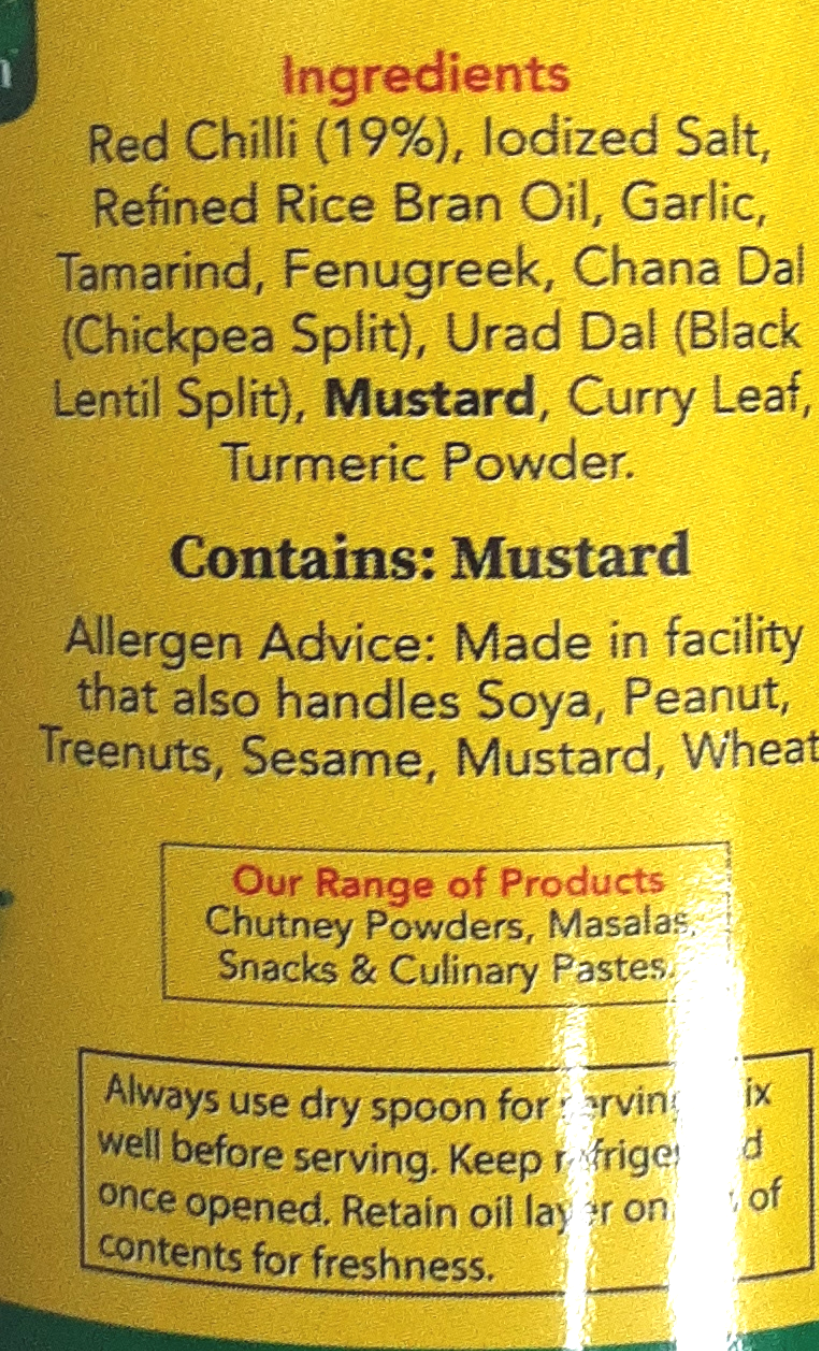 Ingredients
Red Chilli (19%), Iodized Salt,
Refined Rice Bran Oil, Garlic,
Tamarind, Fenugreek, Chana Dal
(Chickpea Split), Urad Dal (Black
Lentil Split), Mustard, Curry Leaf,
Turmeric Powder.
Contains: Mustard
Allergen Advice: Made in facility
that also handles Soya, Peanut,
Treenuts, Sesame, Mustard, Wheat
Our Range of Products
Chutney Powders, Masalas,
Snacks & Culinary Pastes.
Always use dry spoon for
well before serving. Keep
once opened. Retain oil layer on of
contents for freshness.